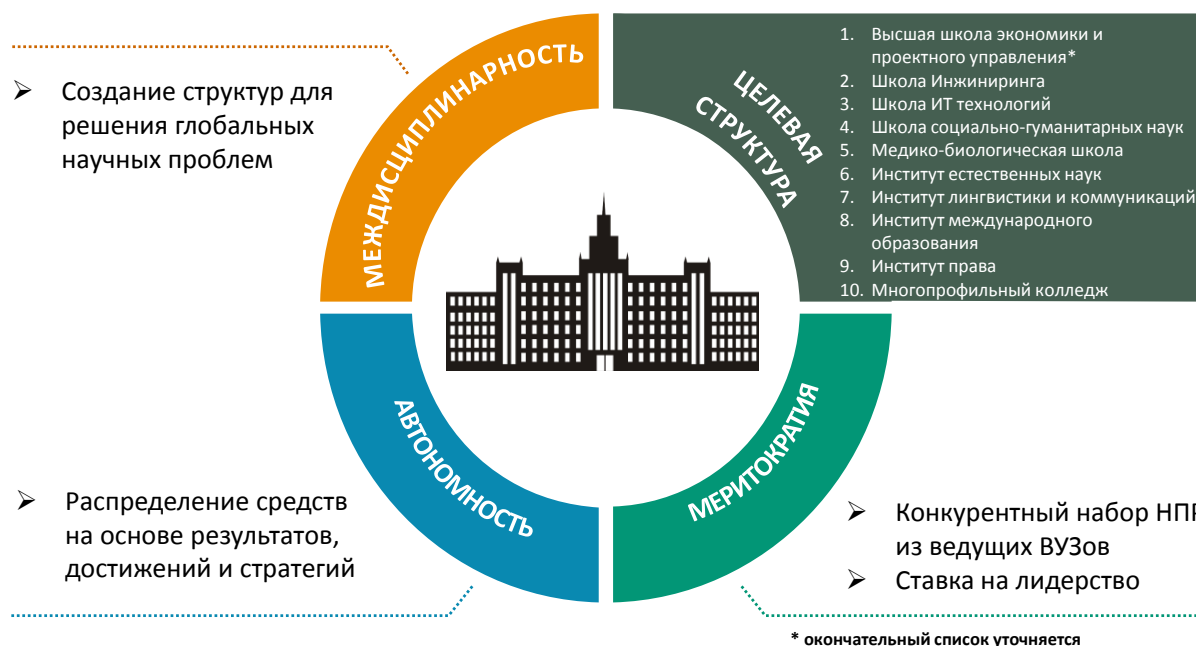 МЕЖДИСЦИПЛИНАРНОСТЬ
Создание структур для
решения глобальных
научных проблем
ЦЕЛЕВАЯ
СТРУКТУРА
1. Высшая школа экономики и
проектного управления*
2. Школа Инжиниринга
3. Школа ИТ технологий
4. Школа социально-гуманитарных наук
5. Медико-биологическая школа
6. Институт естественных наук
7. Институт лингвистики и коммуникаций
8. Институт международного
образования
9. Институт права
10. Многопрофильный колледж
АВТОНОМНОСТЬ
Распределение средств
на основе результатов,
достижений и стратегий
МЕРИТОКРАТИЯ
Конкурентный набор НПР
из ведущих ВУЗов
Ставка на лидерство
* окончательный список уточняется